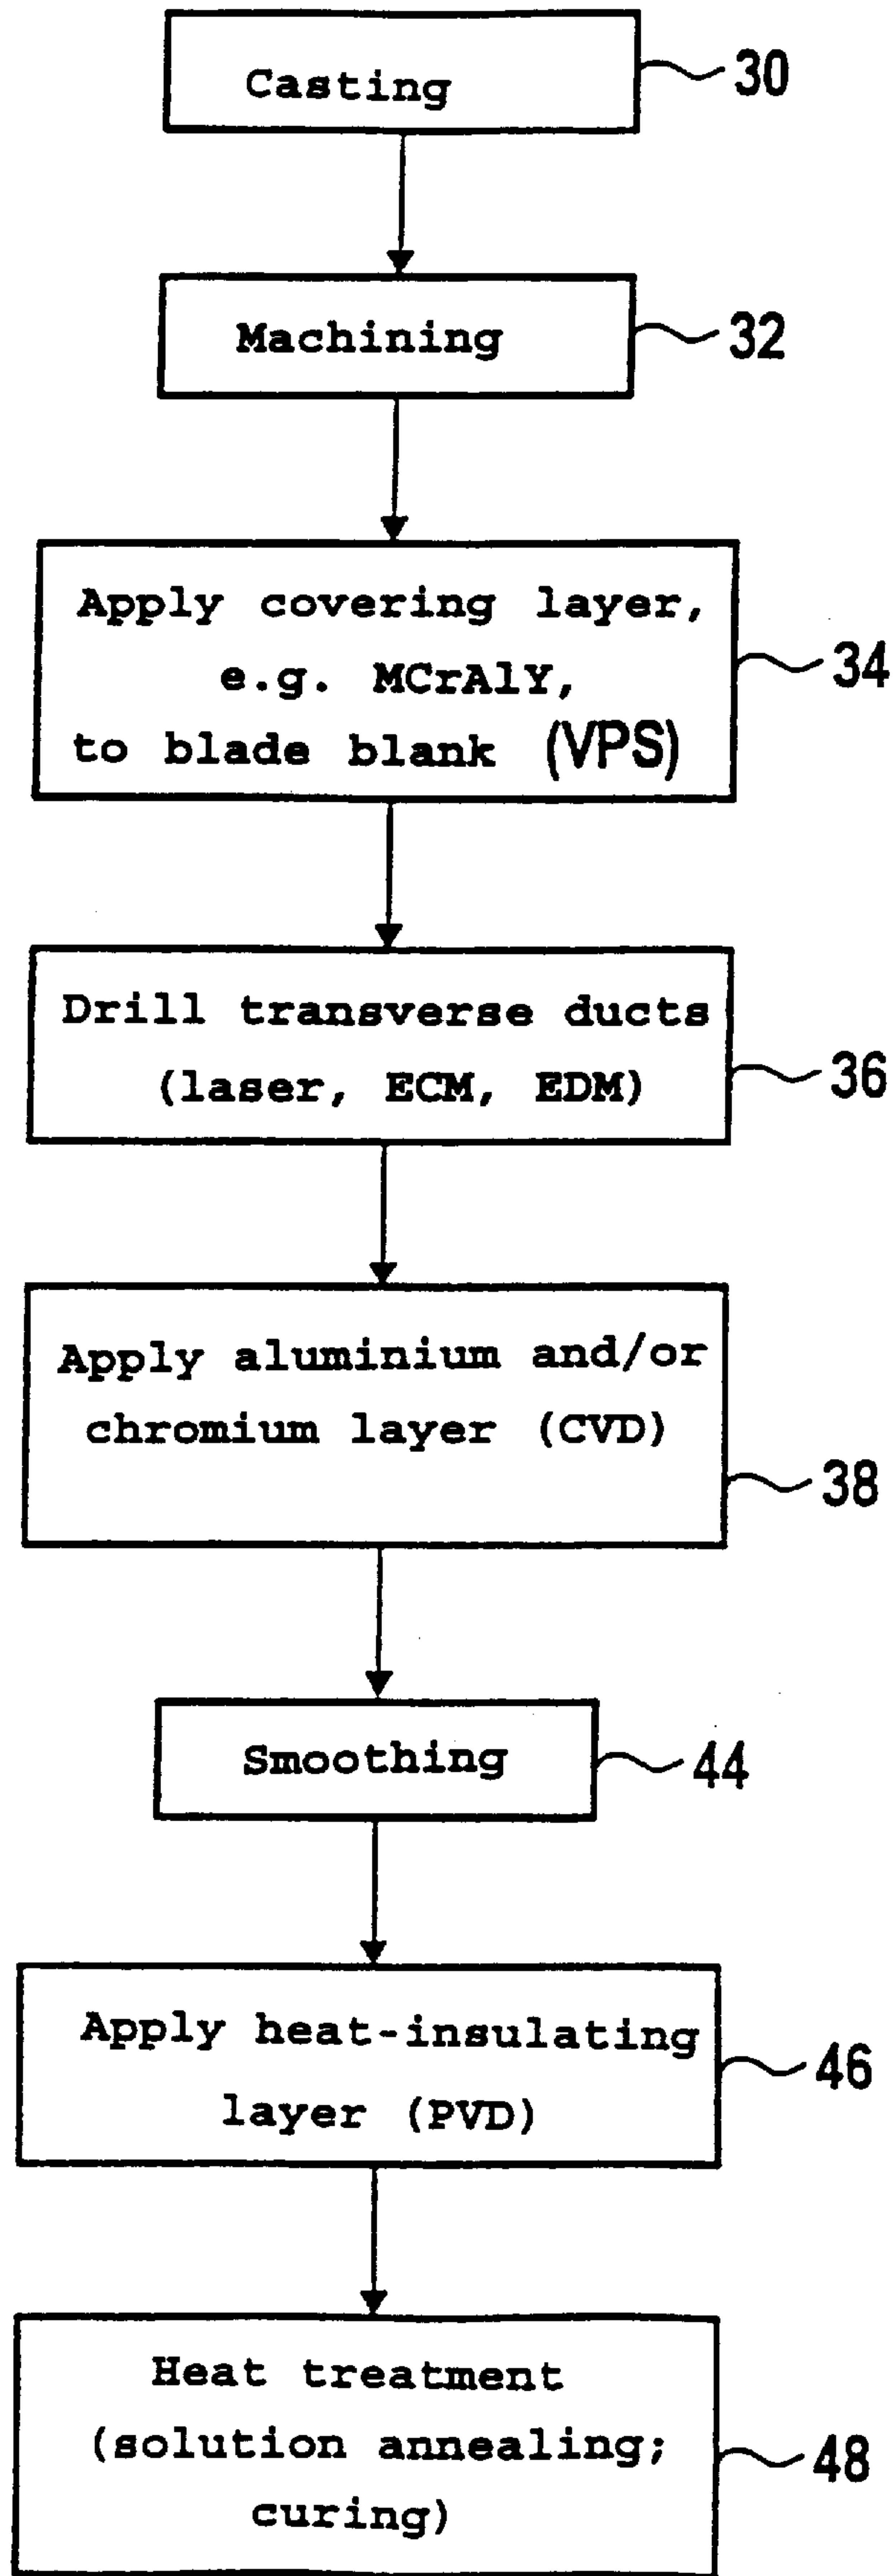 Casting
30
Machining
32
Apply covering layer,
e.g. MCrAlY,
to blade blank (VPS)
34
Drill transverse ducts
(laser, ECM, EDM)
36
Apply aluminium and/or
chromium layer (CVD)
38
Smoothing
44
Apply heat-insulating
layer (PVD)
46
Heat treatment
(solution annealing;
curing)
48